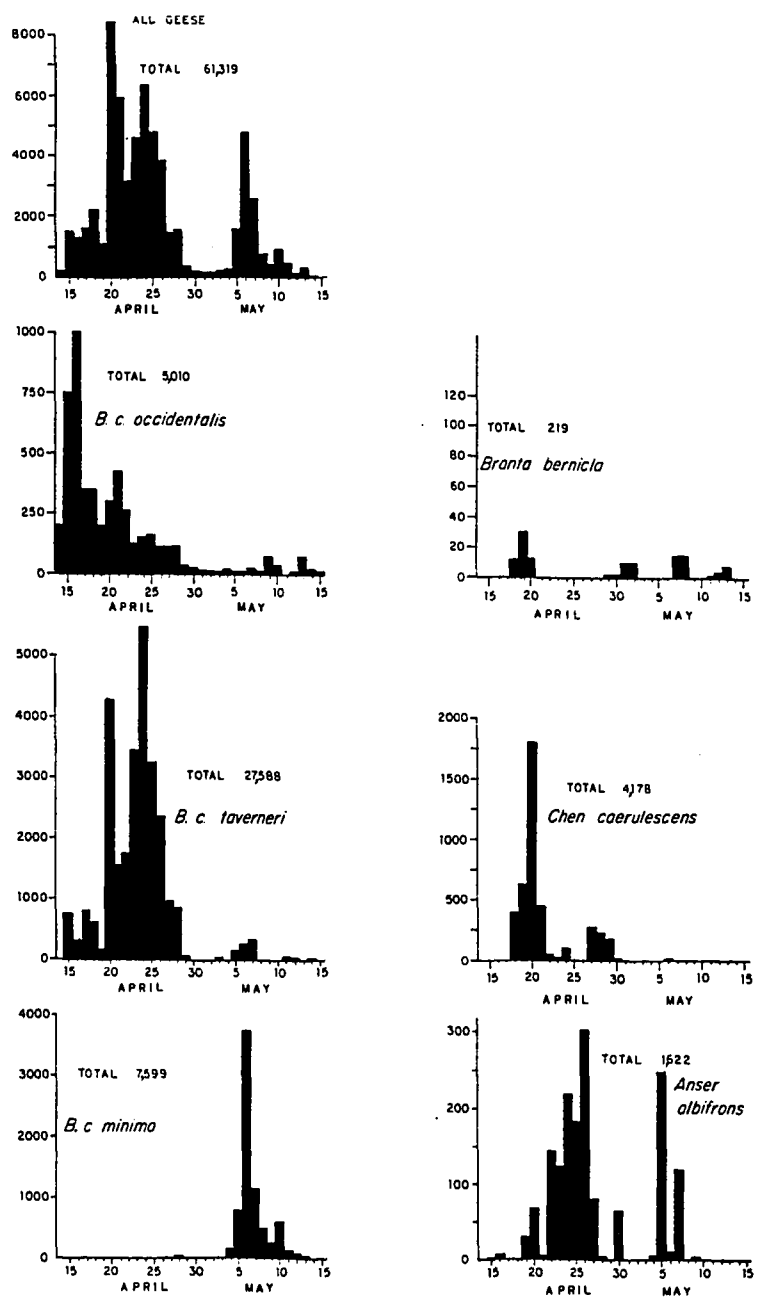 ALL GEESE
TOTAL 61,319
8000
6000
4000
2000
0
15 20 25 30 5 10 15
APRIL MAY
TOTAL 5,010
B. c. occidentalis
1000
750
500
250
0
15 20 25 30 5 10 15
APRIL MAY
TOTAL 219
Branta bernicla
120
100
80
60
40
20
0
15 20 25 30 5 10 15
APRIL MAY
TOTAL 27,588
B. c. taverneri
5000
4000
3000
2000
1000
0
15 20 25 30 5 10 15
APRIL MAY
TOTAL 4,178
Chen caerulescens
2000
1500
1000
500
0
15 20 25 30 5 10 15
APRIL MAY
TOTAL 7,599
B. c minima
4000
3000
2000
1000
0
15 20 25 30 5 10 15
APRIL MAY
TOTAL 1,622
Anser
albifrons
300
200
100
0
15 20 25 30 5 10 15
APRIL MAY